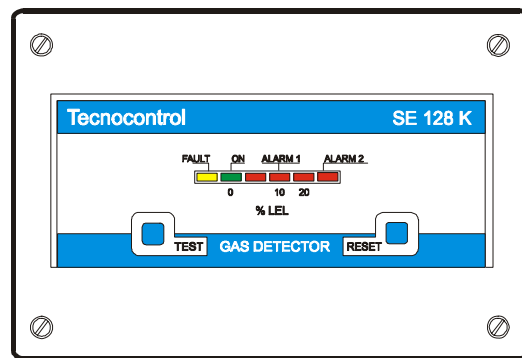 Tecnocontrol SE 128 K
FAULT ON ALARM 1 ALARM 2
0 10 20
% LEL
TEST GAS DETECTOR RESET